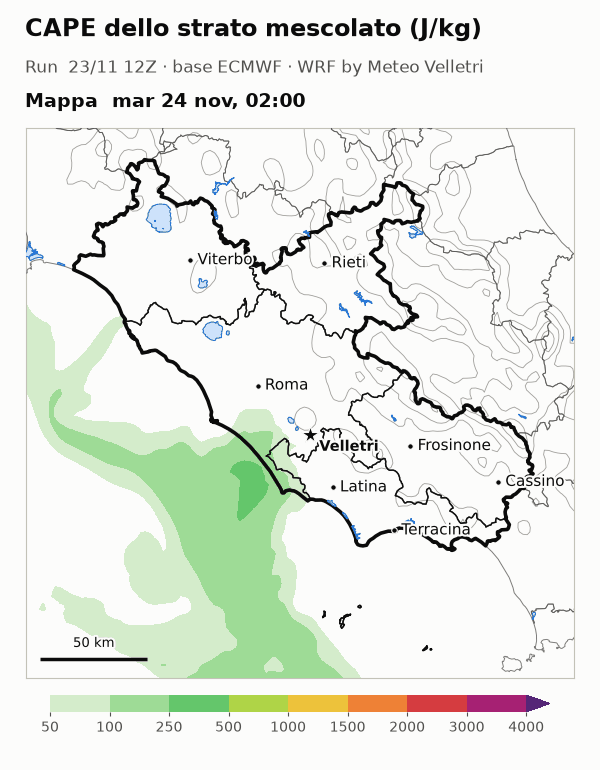 CAPE dello strato mescolato (J/kg)
Run  23/11 12Z · base ECMWF · WRF by Meteo Velletri
Mappa  mar 24 nov, 02:00
Viterbo
Rieti
Roma
Velletri
Frosinone
Cassino
Latina
Terracina
50 km
50 100 250 500 1000 1500 2000 3000 4000